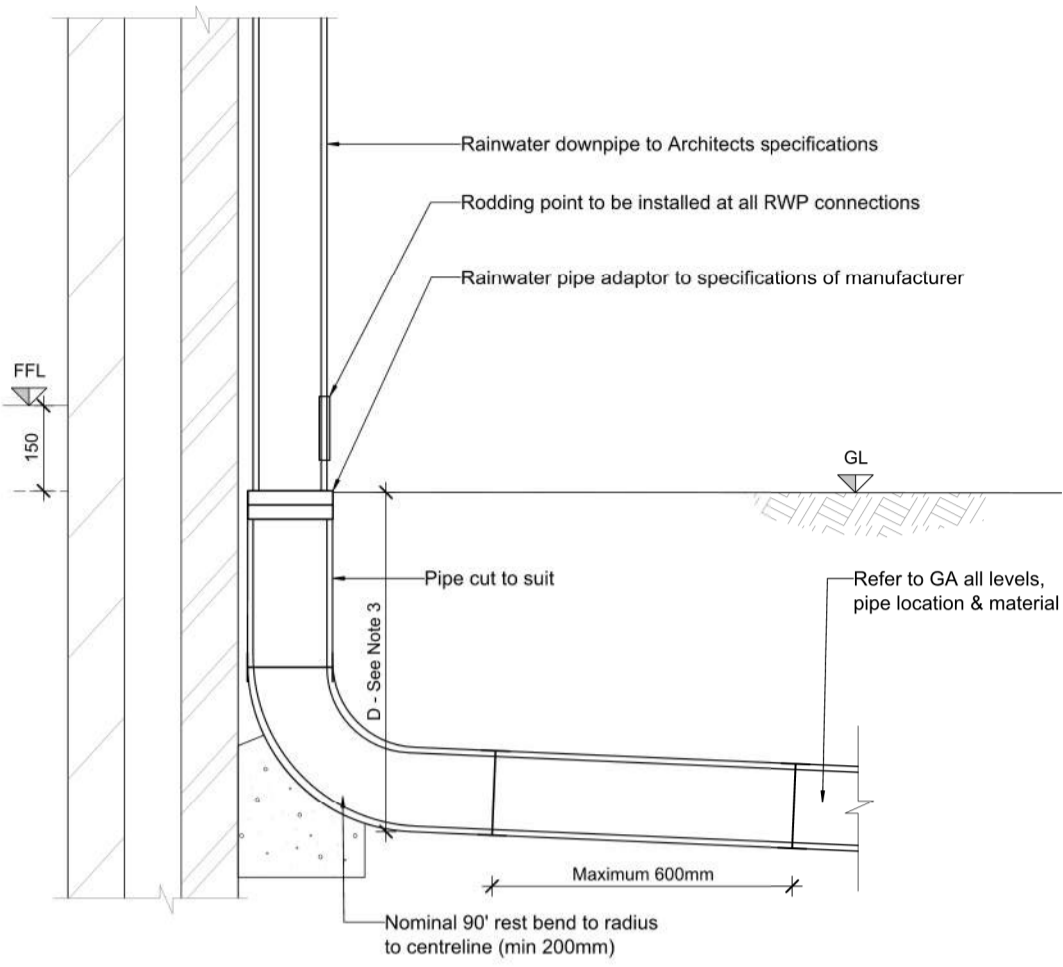 Rainwater downpipe to Architects specifications
Rodding point to be installed at all RWP connections
Rainwater pipe adaptor to specifications of manufacturer
FFL
150
GL
Pipe cut to suit
Refer to GA all levels,
pipe location & material
D - See Note 3
Maximum 600mm
Nominal 90' rest bend to radius
to centreline (min 200mm)